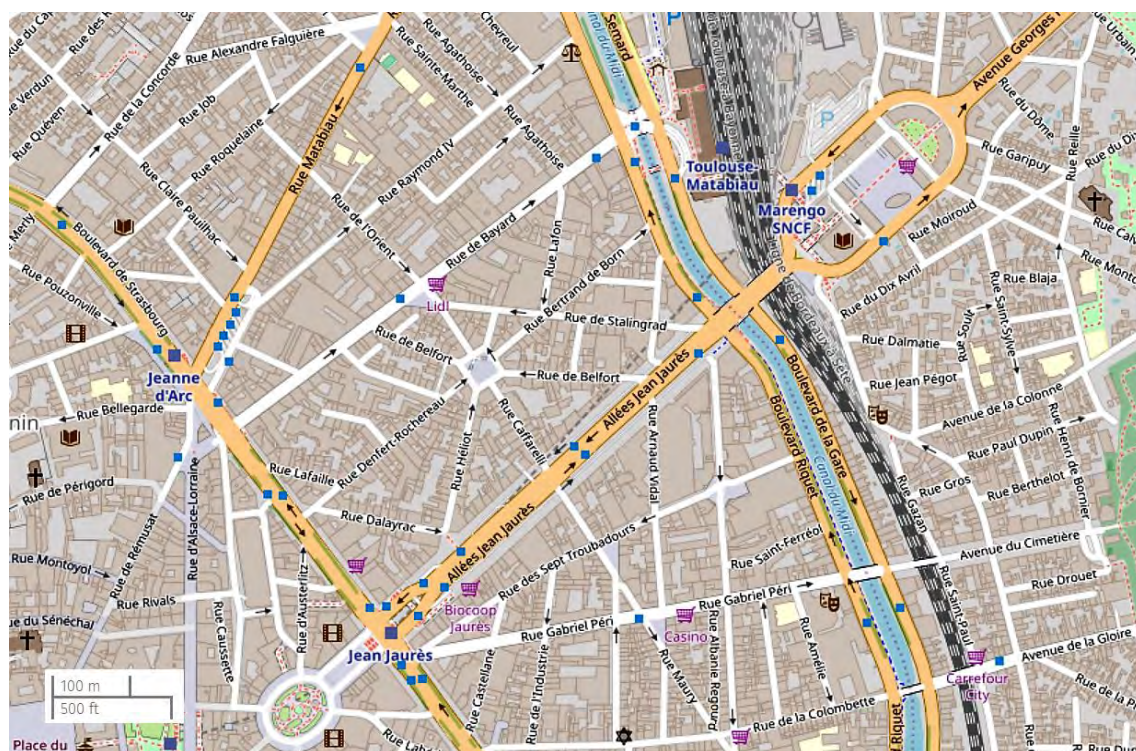 Rue Alexandre Falguière
Rue de la Concorde
Rue Job
Rue Verdun
Rue Quéven
Rue Roquelaine
Rue Matabiau
Rue Sainte-Marthe
Rue Agathoise
Chevreul
Rue Agathoise
Rue Raymond IV
Rue Claire Pauilhac
Rue de l'Orient
Rue de Bayard
Rue Lafon
Rue Bertrand de Born
Canal du Midi
Semard
P
P
Toulouse-
Matabiau
Marengo
SNCF
Avenue Georges
Rue du Dôme
Rue Garipuy
Rue Reille
Rue Moiroud
Rue du Dix Avril
Rue Blaja
Rue Saint-Sylve
Rue Dalmatie
Rue Jean Pégot
Avenue de la Colonne
Rue Paul Dupin
Rue Henri de Bornier
Rue Berthelot
Rue Gros
Rue Gazan
Merly
Boulevard de Strasbourg
Rue Pouzonville
Jeanne
d'Arc
Rue Bellegarde
nin
Rue de Périgord
Rue Montoyol
Rue de Rémusat
Rue d'Alsace-Lorraine
Rue Rivals
Rue Caussette
Lidl
Rue de Stalingrad
Rue de Belfort
Rue de Belfort
Rue Denfert-Rochereau
Rue Lafaille
Rue Héliot
Rue Caffarelli
Rue Dalayrac
Rue d'Austerlitz
Allées Jean Jaurès
Allées Jean Jaurès
Rue Arnaud Vidal
Boulevard Riquet
Boulevard de la Gare
Canal du Midi
Rue des Sept Troubadours
Rue Saint-Ferréol
Avenue du Cimetière
Rue Drouet
Rue Saint-Paul
Avenue de la Gloire
Rue Gabriel Péri
Rue Gabriel Péri
Biocoop
Jaurès
Casino
Jean Jaurès
Rue Castellane
Rue de l'Industrie
Rue Maury
Rue Albanie Regourd
Rue Amélie
Carrefour
City
Rue de la Colombette
Riquet
100 m
500 ft
Place du